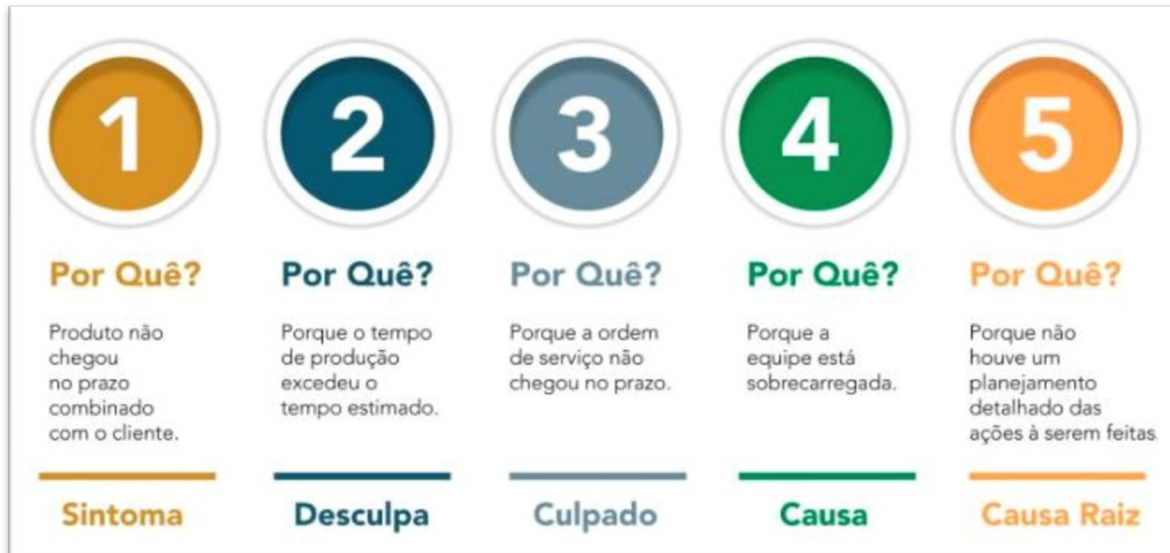 1
Por Quê?
Produto não
chegou
no prazo
combinado
com o cliente.
Sintoma
2
Por Quê?
Porque o tempo
de produção
excedeu o
tempo estimado.
Desculpa
3
Por Quê?
Porque a ordem
de serviço não
chegou no prazo.
Culpado
4
Por Quê?
Porque a
equipe está
sobrecarregada.
Causa
5
Por Quê?
Porque não
houve um
planejamento
detalhado das
ações à serem feitas.
Causa Raiz